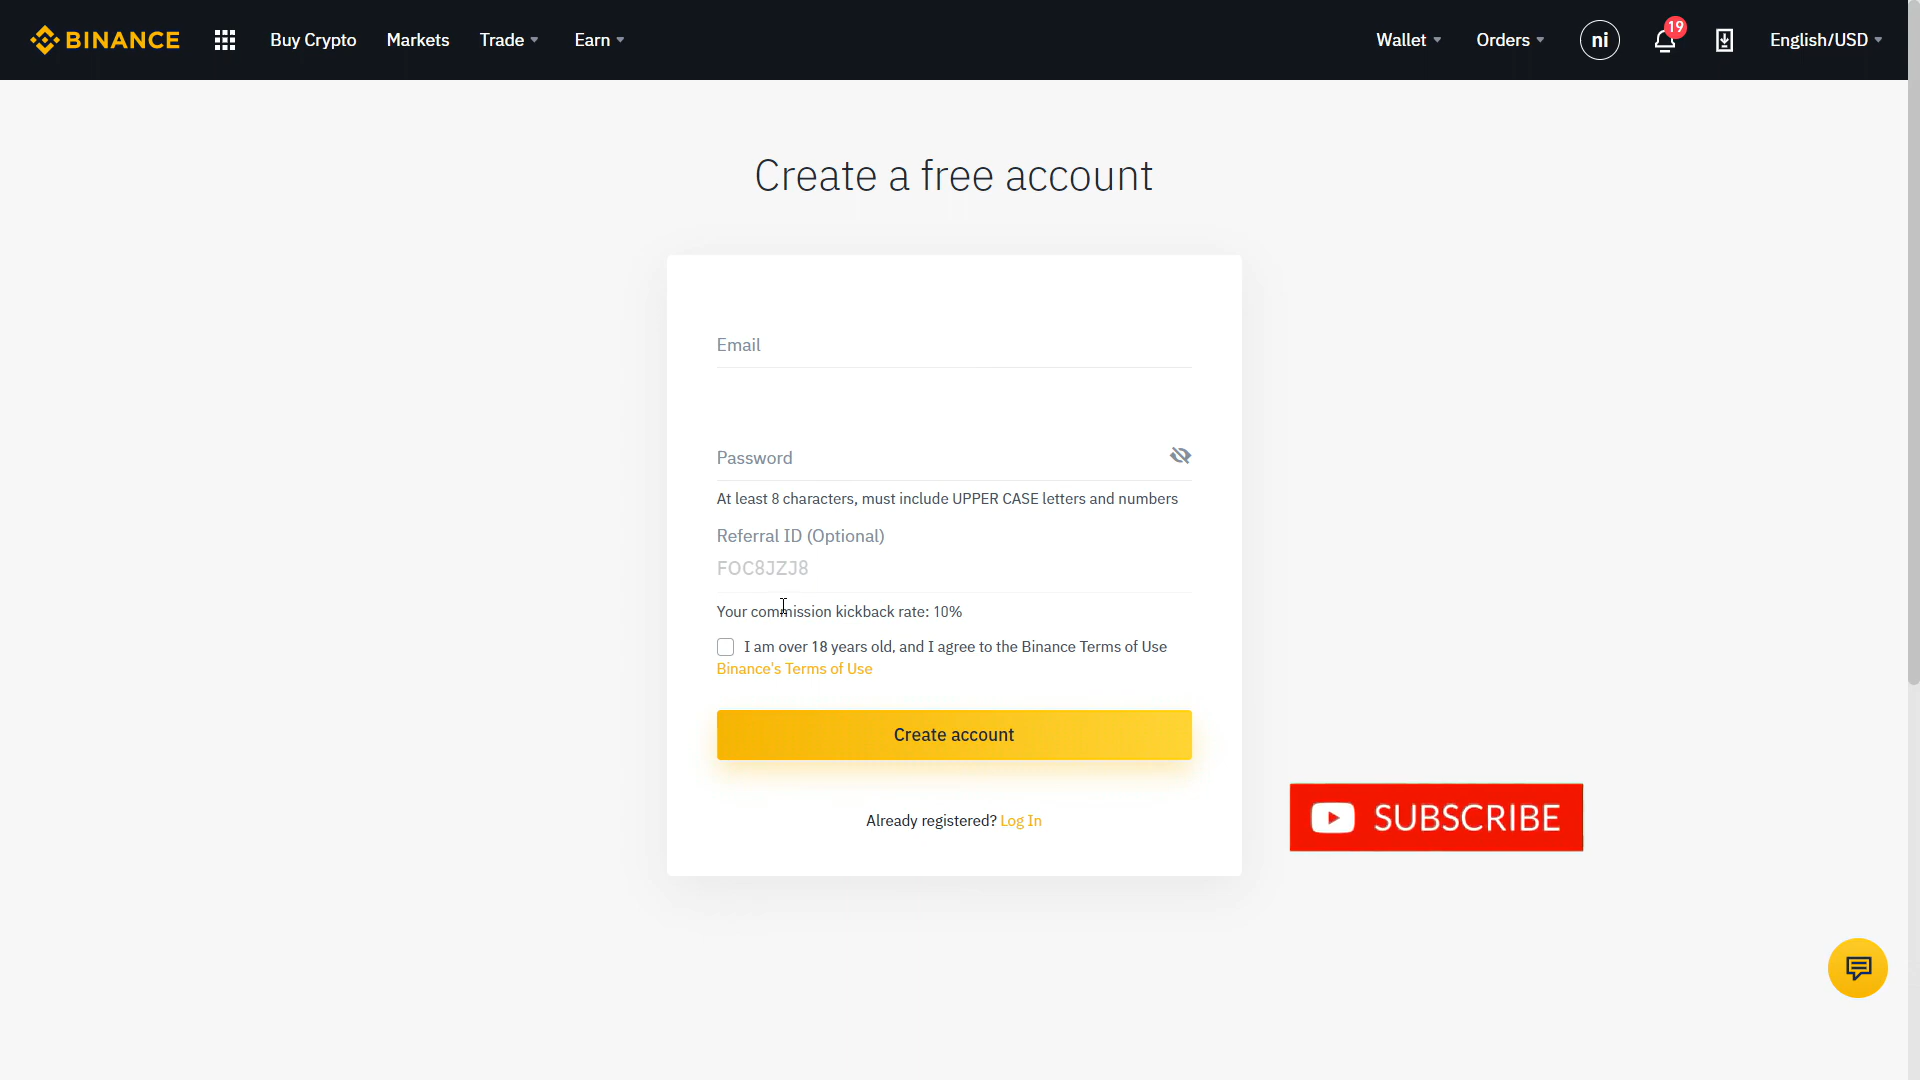 BINANCE
Buy Crypto
Markets
Trade
Earn
Wallet
Orders
ni
19
English/USD
Create a free account
Email
Password
At least 8 characters, must include UPPER CASE letters and numbers
Referral ID (Optional)
FOC8JZJ8
Your commission kickback rate: 10%
I am over 18 years old, and I agree to the Binance Terms of Use
Binance's Terms of Use
Create account
Already registered? Log In
SUBSCRIBE